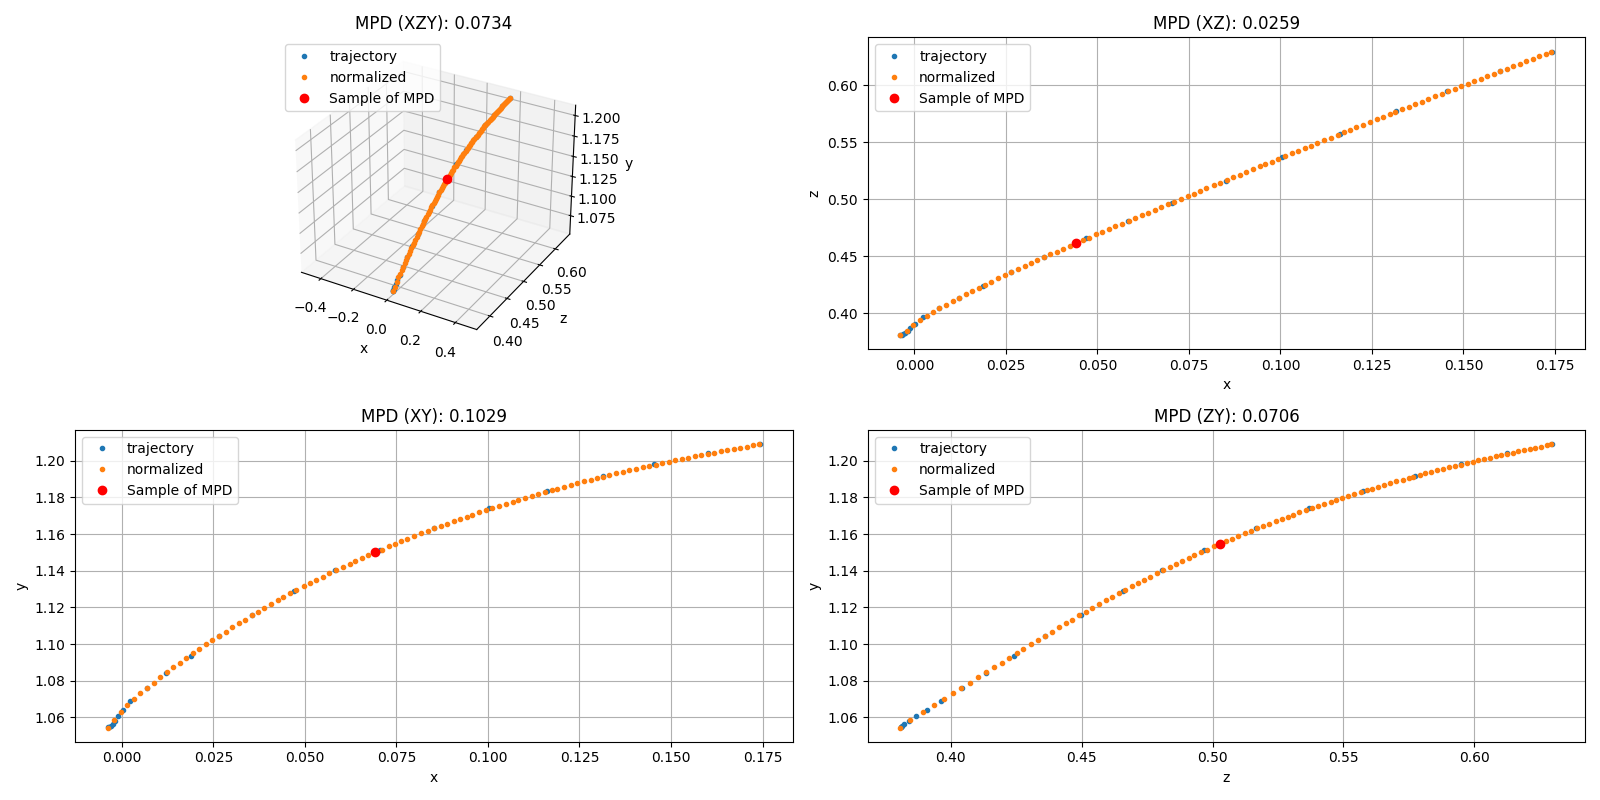 MPD (XZY): 0.0734
trajectory
normalized
Sample of MPD
1.200
1.175
1.150
1.125
1.100
1.075
y
0.60
0.55
0.50
0.45
0.40
z
−0.4
−0.2
0.0
0.2
0.4
x
MPD (XZ): 0.0259
trajectory
normalized
Sample of MPD
0.60
0.55
0.50
0.45
0.40
z
0.000 0.025 0.050 0.075 0.100 0.125 0.150 0.175
x
MPD (XY): 0.1029
trajectory
normalized
Sample of MPD
1.20
1.18
1.16
1.14
1.12
1.10
1.08
1.06
y
0.000 0.025 0.050 0.075 0.100 0.125 0.150 0.175
x
MPD (ZY): 0.0706
trajectory
normalized
Sample of MPD
1.20
1.18
1.16
1.14
1.12
1.10
1.08
1.06
y
0.40 0.45 0.50 0.55 0.60
z